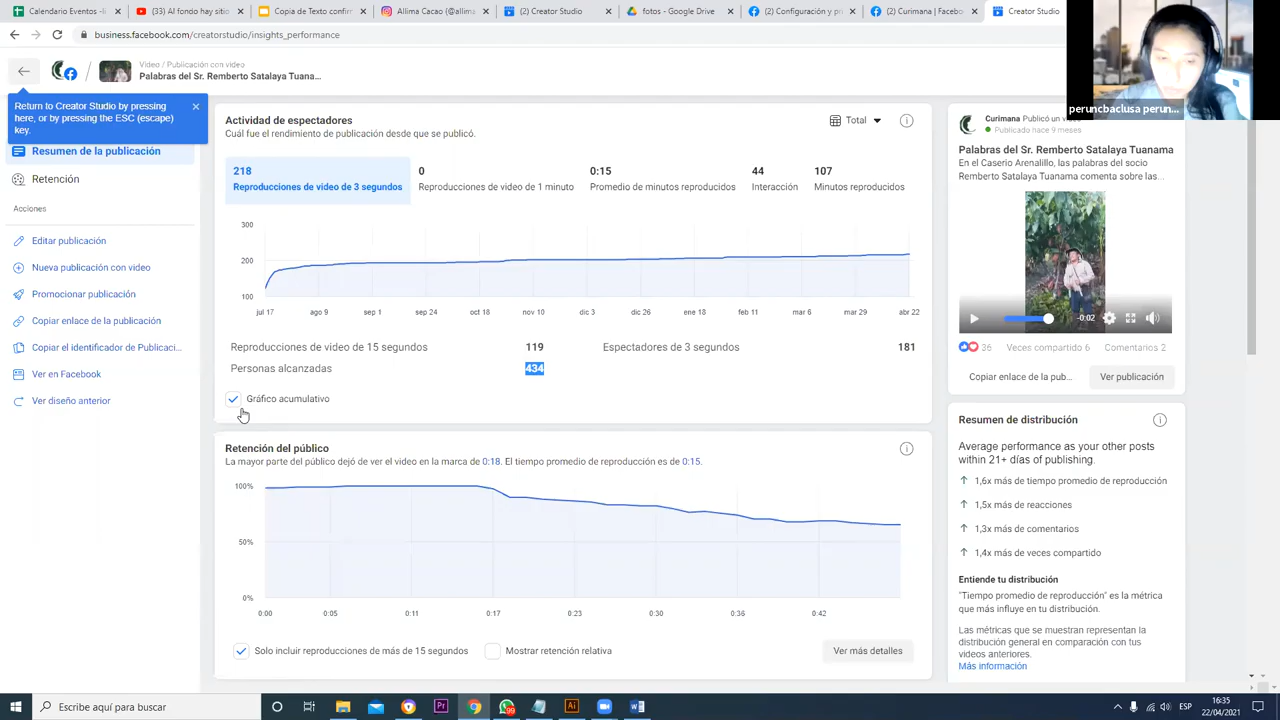 Calendario Eventos -li
(33) Al fondo hay sitio
Copia de Texto confirm
Allima Cacao (@allima
(2) Creator Studio
fotos - Google Drive
(2) Configuración y p
(2) Curimana | Facebook
Creator Studio
business.facebook.com/creatorstudio/insights_performance
peruncbaclusa perun...
Video / Publicación con video
Palabras del Sr. Remberto Satalaya Tuana...
Return to Creator Studio by pressing
here, or by pressing the ESC (escape)
key.
Resumen de la publicación
Retención
Acciones
Editar publicación
Nueva publicación con video
Promocionar publicación
Copiar enlace de la publicación
Copiar el identificador de Publicaci...
Ver en Facebook
Ver diseño anterior
Actividad de espectadores
Cuál fue el rendimiento de publicación desde que se publicó.
Total
218
Reproducciones de video de 3 segundos
0
Reproducciones de video de 1 minuto
0:15
Promedio de minutos reproducidos
44
Interacción
107
Minutos reproducidos
300
200
100
jul 17 ago 9 sep 1 sep 24 oct 18 nov 10 dic 3 dic 26 ene 18 feb 11 mar 6 mar 29 abr 22
Reproducciones de video de 15 segundos 119
Espectadores de 3 segundos 181
Personas alcanzadas 434
Gráfico acumulativo
Retención del público
La mayor parte del público dejó de ver el video en la marca de 0:18. El tiempo promedio de reproducción es de 0:15.
100%
50%
0%
0:00 0:05 0:11 0:17 0:23 0:30 0:36 0:42
Solo incluir reproducciones de más de 15 segundos
Mostrar retención relativa
Ver más detalles
Curimana Publicó un video
Publicado hace 9 meses
Palabras del Sr. Remberto Satalaya Tuanama
En el Caserio Arenalillo, las palabras del socio
Remberto Satalaya Tuanama comenta sobre las...
-0:02
36 Veces compartido 6 Comentarios 2
Copiar enlace de la pub...
Ver publicación
Resumen de distribución
Average performance as your other posts
within 21+ días of publishing.
1,6x más de tiempo promedio de reproducción
1,5x más de reacciones
1,3x más de comentarios
1,4x más de veces compartido
Entiende tu distribución
"Tiempo promedio de reproducción" es la métrica
que más influye en tu distribución.
Las métricas que se muestran representan la
distribución general en comparación con tus
videos anteriores.
Más información
Escribe aquí para buscar
99
ESP
16:35
22/04/2021